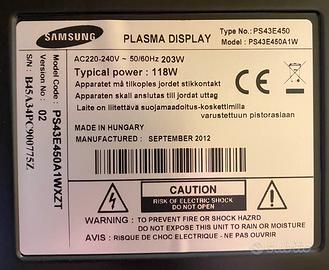 SAMSUNG
PLASMA DISPLAY
Type No.: PS43E450
Model : PS43E450A1W
AC220-240V ~ 50/60Hz 203W
Typical power : 118W
Apparatet må tilkoples jordet stikkontakt
Apparaten skall anslutas till jordat uttag
Laite on liitettävä suojamaadoitus-koskettimilla
varustettuun pistorasiaan
Model Code : PS43E450A1WXZT
Version No : 02
S/N : B45A34PC900775Z
MADE IN HUNGARY
MANUFACTURED : SEPTEMBER 2012
CAUTION
RISK OF ELECTRIC SHOCK
DO NOT OPEN
WARNING : TO PREVENT FIRE OR SHOCK HAZRD
DO NOT EXPOSE TO RAIN OR MOISTURE
AVIS : RISQUE DE CHOC ELECTRIQUE - NE PAS OUVRIR
subito